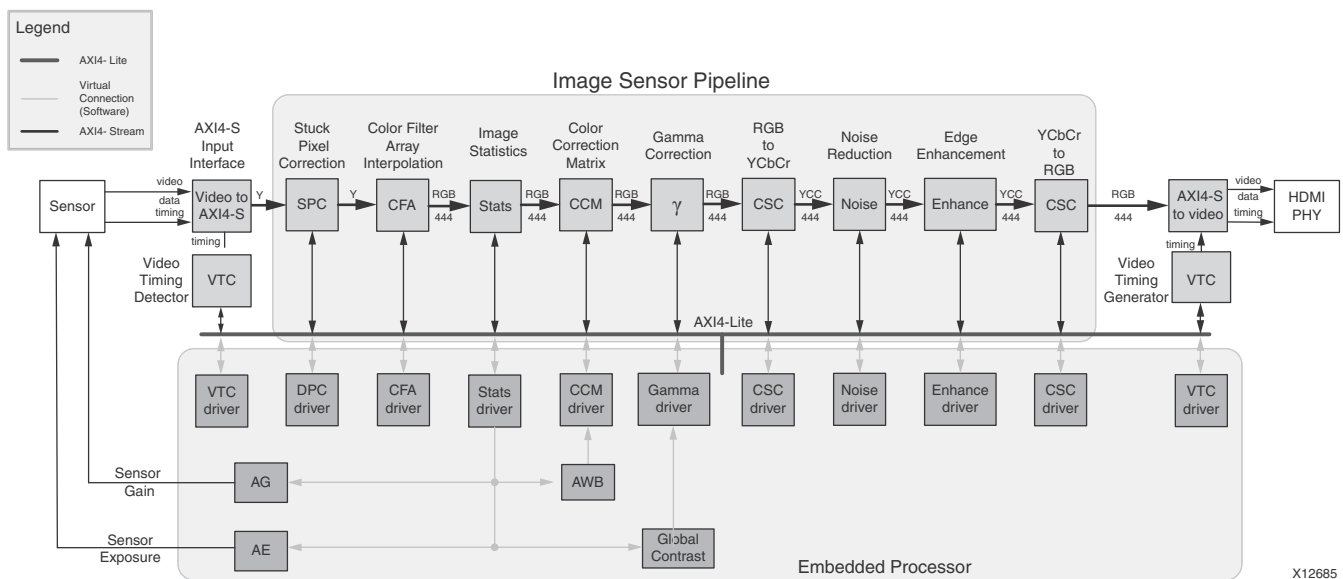 Legend
AXI4- Lite
Virtual
Connection
(Software)
AXI4- Stream
Image Sensor Pipeline
AXI4-S
Input
Interface
Stuck
Pixel
Correction
Color Filter
Array
Interpolation
Image
Statistics
Color
Correction
Matrix
Gamma
Correction
RGB
to
YCbCr
Noise
Reduction
Edge
Enhancement
YCbCr
to
RGB
Sensor
video
data
timing
Video to
AXI4-S
timing
Y
SPC
Y
CFA
RGB
444
Stats
RGB
444
CCM
RGB
444
γ
RGB
444
CSC
YCC
444
Noise
YCC
444
Enhance
YCC
444
CSC
RGB
444
AXI4-S
to video
video
data
timing
HDMI
PHY
timing
Video
Timing
Detector
VTC
Video
Timing
Generator
VTC
AXI4-Lite
VTC
driver
DPC
driver
CFA
driver
Stats
driver
CCM
driver
Gamma
driver
CSC
driver
Noise
driver
Enhance
driver
CSC
driver
VTC
driver
Sensor
Gain
AG
AWB
Sensor
Exposure
AE
Global
Contrast
Embedded Processor
X12685